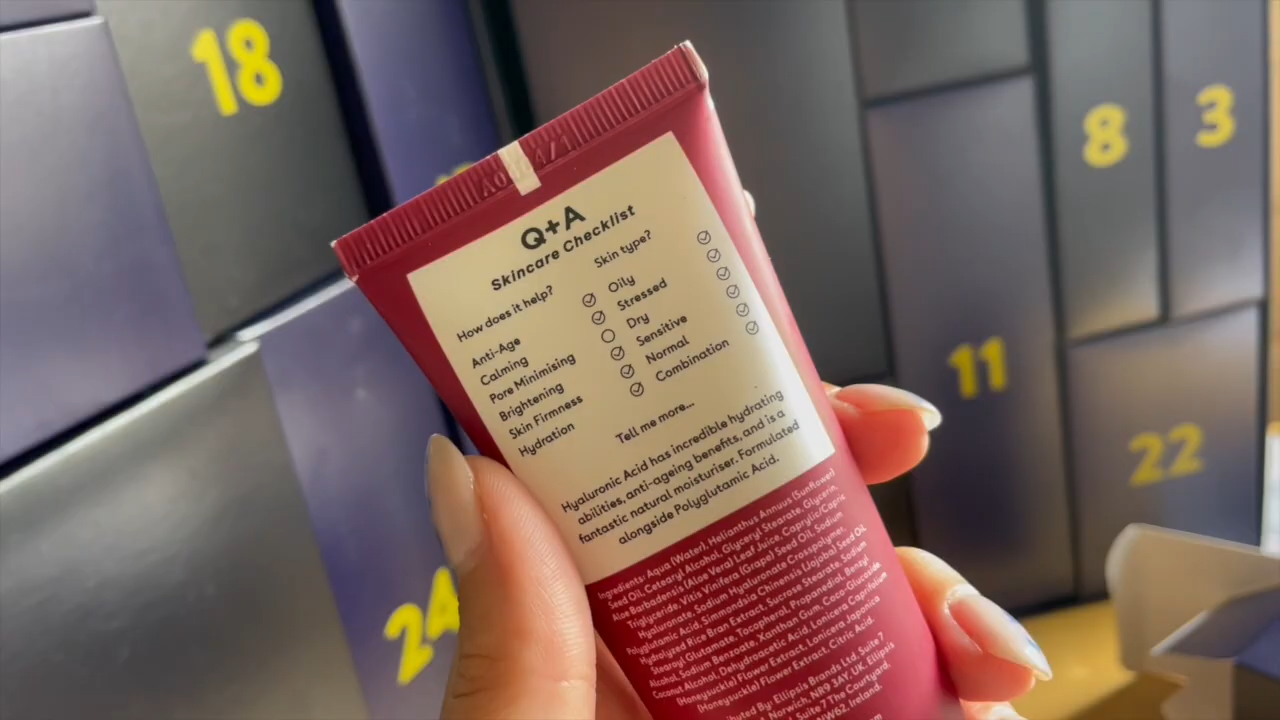 18
8
3
11
22
24
Q+A
Skincare Checklist
How does it help?
Anti-Age
Calming
Pore Minimising
Brightening
Skin Firmness
Hydration
Skin type?
Oily
Stressed
Dry
Sensitive
Normal
Combination
Tell me more...
Hyaluronic Acid has incredible hydrating
abilities, anti-ageing benefits, and is a
fantastic natural moisturiser. Formulated
alongside Polyglutamic Acid.
Ingredients: Aqua (Water), Helianthus Annuus (Sunflower)
Seed Oil, Cetearyl Alcohol, Glyceryl Stearate, Glycerin,
Aloe Barbadensis (Aloe Vera) Leaf Juice, Caprylic/Capric
Triglyceride, Vitis Vinifera (Grape) Seed Oil, Sodium
Hyaluronate, Sodium Hyaluronate Crosspolymer,
Polyglutamic Acid, Simmondsia Chinensis (Jojoba) Seed Oil,
Hydrolyzed Rice Bran Extract, Sucrose Stearate, Sodium
Stearoyl Glutamate, Tocopherol, Propanediol, Benzyl
Alcohol, Sodium Benzoate, Xanthan Gum, Coco-Glucoside
Coconut Alcohol, Dehydroacetic Acid, Lonicera Caprifolium
(Honeysuckle) Flower Extract, Lonicera Japonica
(Honeysuckle) Flower Extract, Citric Acid.
ibuted By: Ellipsis Brands Ltd, Suite 7
, Norwich, NR9 3AY, UK. Ellipsis
Suite 7 The Courtyard,
NW62, Ireland.